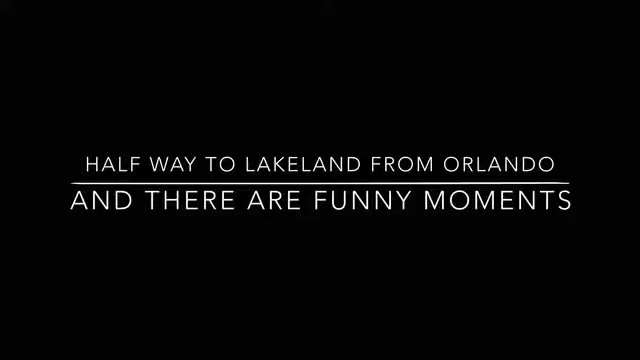 HALF WAY TO LAKELAND FROM ORLANDO
AND THERE ARE FUNNY MOMENTS